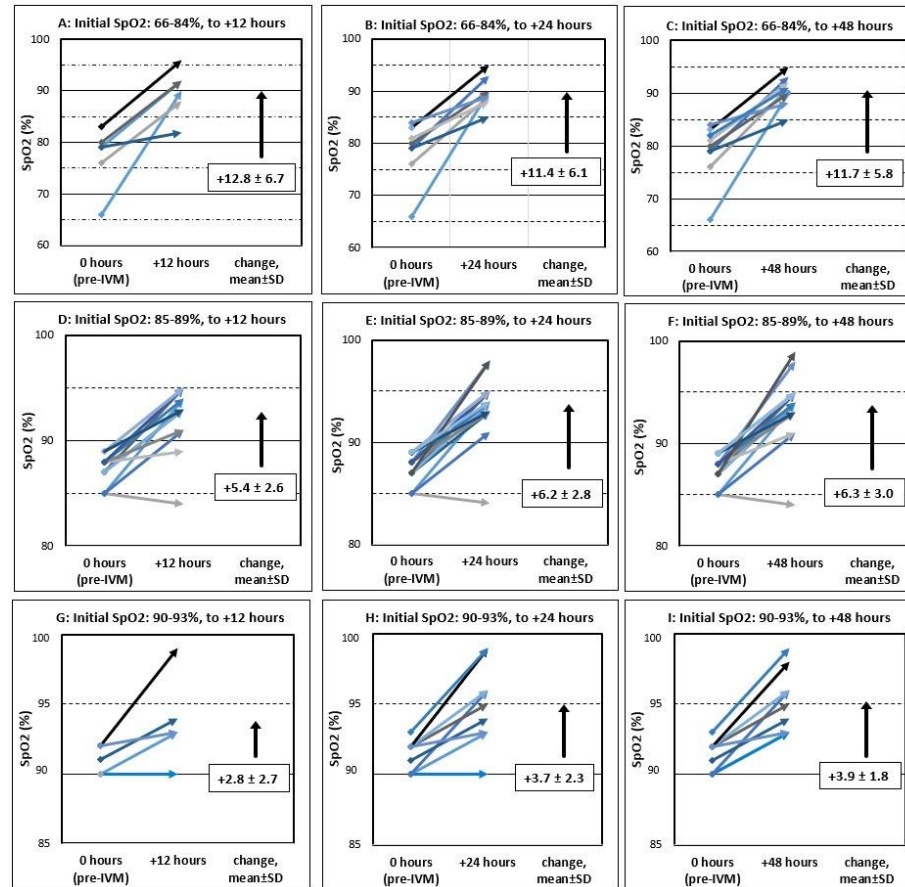 A: Initial SpO2: 66-84%, to +12 hours
100
90
80
70
60
SpO2 (%)
+12.8 ± 6.7
0 hours +12 hours change,
(pre-IVM) mean±SD
B: Initial SpO2: 66-84%, to +24 hours
100
90
80
70
60
SpO2 (%)
+11.4 ± 6.1
0 hours +24 hours change,
(pre-IVM) mean±SD
C: Initial SpO2: 66-84%, to +48 hours
100
90
80
70
60
SpO2 (%)
+11.7 ± 5.8
0 hours +48 hours change,
(pre-IVM) mean±SD
D: Initial SpO2: 85-89%, to +12 hours
100
90
80
SpO2 (%)
+5.4 ± 2.6
0 hours +12 hours change,
(pre-IVM) mean±SD
E: Initial SpO2: 85-89%, to +24 hours
100
90
80
SpO2 (%)
+6.2 ± 2.8
0 hours +24 hours change,
(pre-IVM) mean±SD
F: Initial SpO2: 85-89%, to +48 hours
100
90
80
SpO2 (%)
+6.3 ± 3.0
0 hours +48 hours change,
(pre-IVM) mean±SD
G: Initial SpO2: 90-93%, to +12 hours
100
95
90
85
SpO2 (%)
+2.8 ± 2.7
0 hours +12 hours change,
(pre-IVM) mean±SD
H: Initial SpO2: 90-93%, to +24 hours
100
95
90
85
SpO2 (%)
+3.7 ± 2.3
0 hours +24 hours change,
(pre-IVM) mean±SD
I: Initial SpO2: 90-93%, to +48 hours
100
95
90
85
SpO2 (%)
+3.9 ± 1.8
0 hours +48 hours change,
(pre-IVM) mean±SD